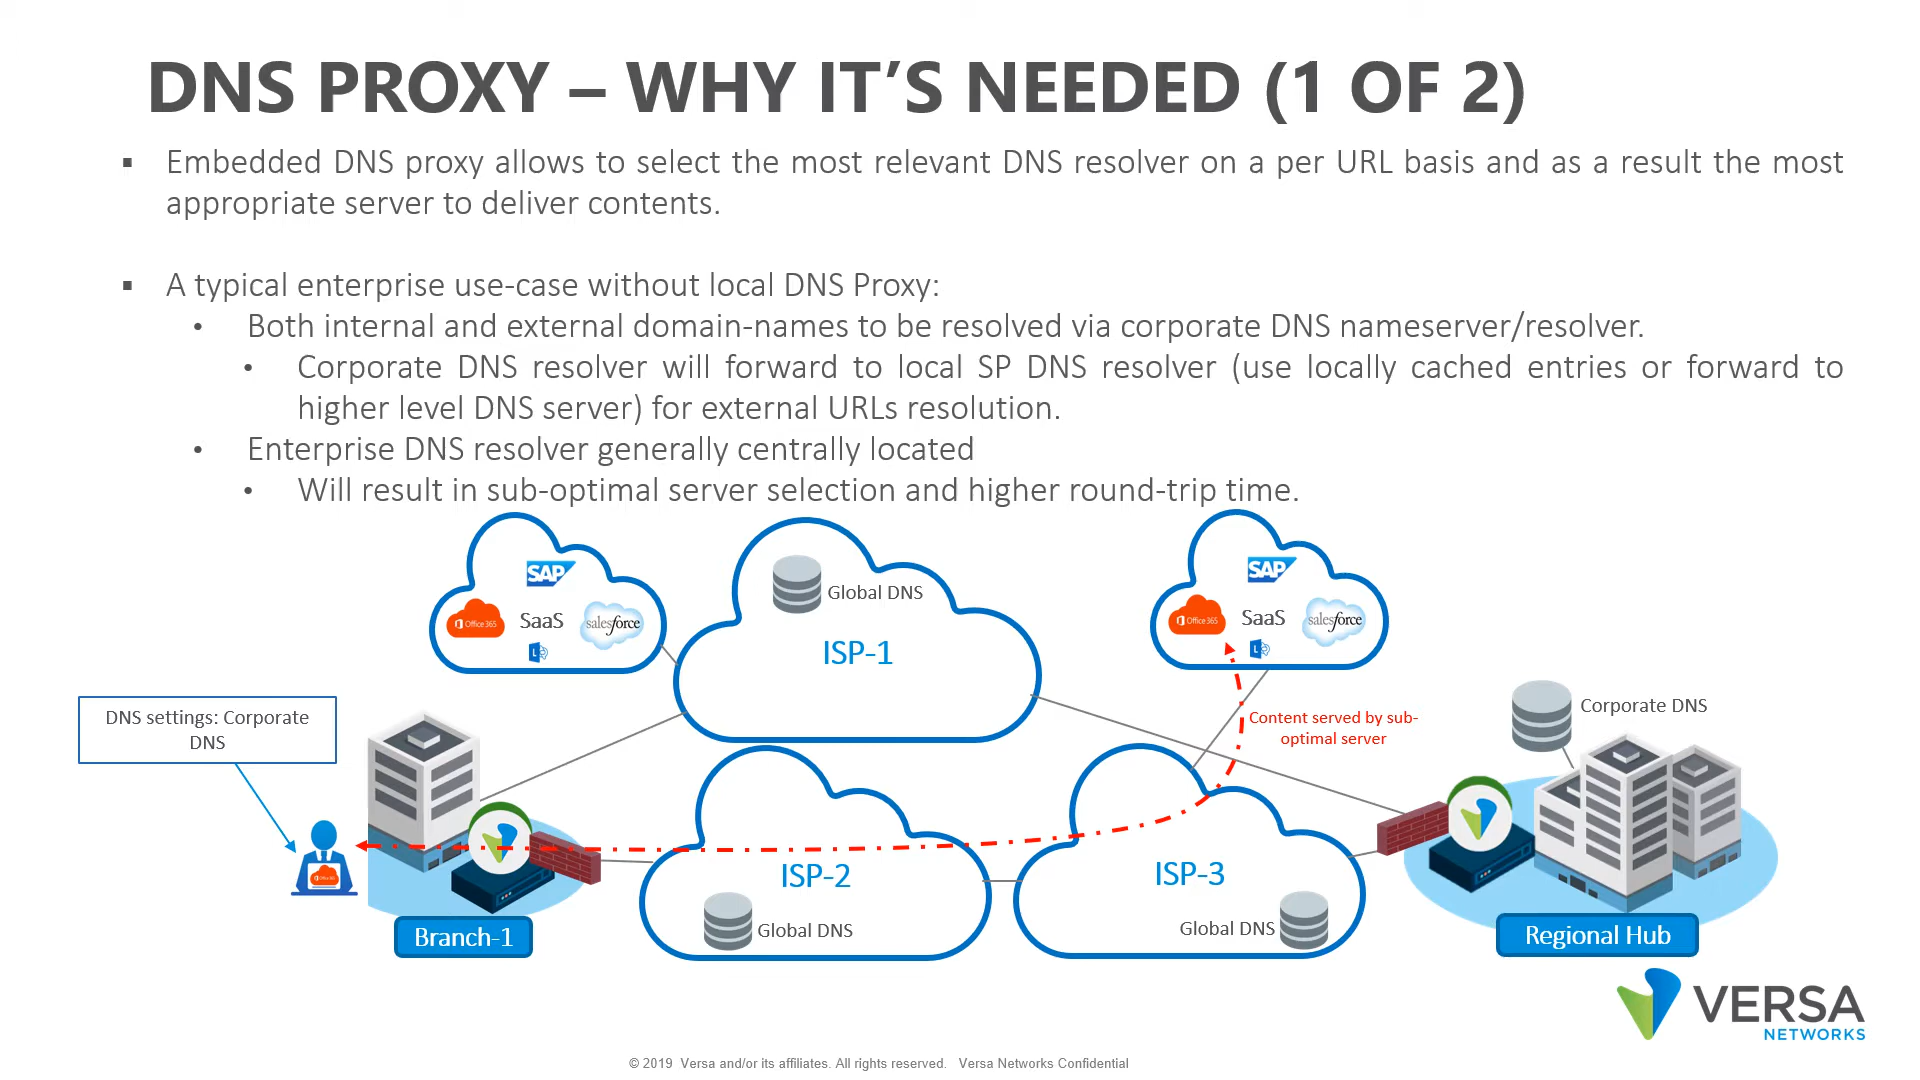 DNS PROXY – WHY IT’S NEEDED (1 OF 2)
▪ Embedded DNS proxy allows to select the most relevant DNS resolver on a per URL basis and as a result the most
appropriate server to deliver contents.
▪ A typical enterprise use-case without local DNS Proxy:
• Both internal and external domain-names to be resolved via corporate DNS nameserver/resolver.
• Corporate DNS resolver will forward to local SP DNS resolver (use locally cached entries or forward to
higher level DNS server) for external URLs resolution.
• Enterprise DNS resolver generally centrally located
• Will result in sub-optimal server selection and higher round-trip time.
SAP
Office 365
SaaS
salesforce
L
Global DNS
ISP-1
SAP
Office 365
SaaS
salesforce
L
DNS settings: Corporate
DNS
Content served by sub-
optimal server
Corporate DNS
Office 365
ISP-2
Global DNS
ISP-3
Global DNS
Branch-1
Regional Hub
VERSA
NETWORKS
© 2019 Versa and/or its affiliates. All rights reserved. Versa Networks Confidential